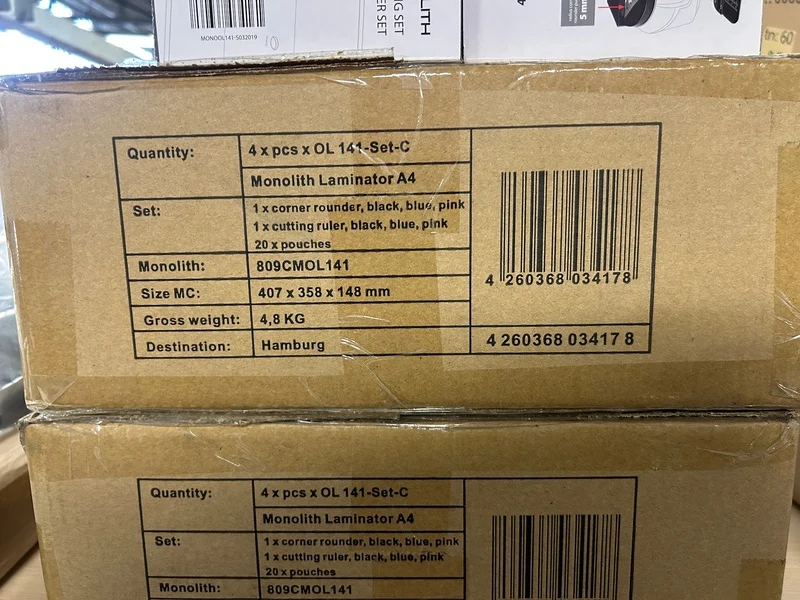 MONOOL141-S032019
LITH
G SET
ER SET
5 mm
tn: 60
Quantity:
4 x pcs x OL 141-Set-C
Monolith Laminator A4
Set:
1 x corner rounder, black, blue, pink
1 x cutting ruler, black, blue, pink
20 x pouches
Monolith:
809CMOL141
Size MC:
407 x 358 x 148 mm
Gross weight:
4,8 KG
Destination:
Hamburg
4 260368 034178
4 260368 03417 8
Quantity:
4 x pcs x OL 141-Set-C
Monolith Laminator A4
Set:
1 x corner rounder, black, blue, pink
1 x cutting ruler, black, blue, pink
20 x pouches
Monolith:
809CMOL141